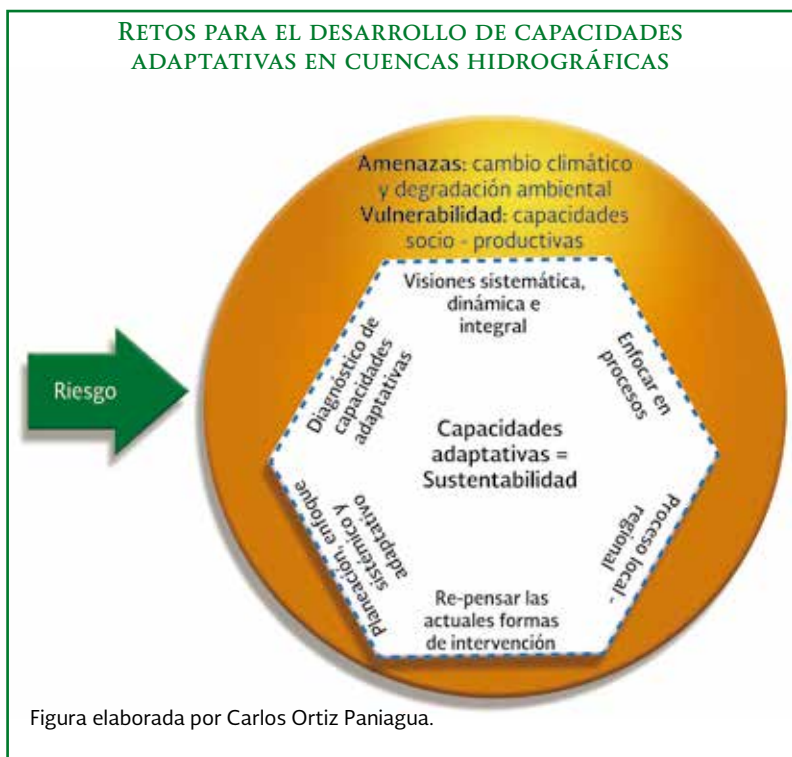 RETOS PARA EL DESARROLLO DE CAPACIDADES
ADAPTATIVAS EN CUENCAS HIDROGRÁFICAS
Amenazas: cambio climático
y degradación ambiental
Vulnerabilidad: capacidades
socio - productivas
Visiones sistemática,
dinámica e
integral
Diagnóstico de
capacidades
adaptativas
Enfocar en
procesos
Riesgo
Capacidades
adaptativas =
Sustentabilidad
Planeación, enfoque
sistémico y
adaptativo
Proceso local -
regional
Re-pensar las
actuales formas
de intervención
Figura elaborada por Carlos Ortiz Paniagua.